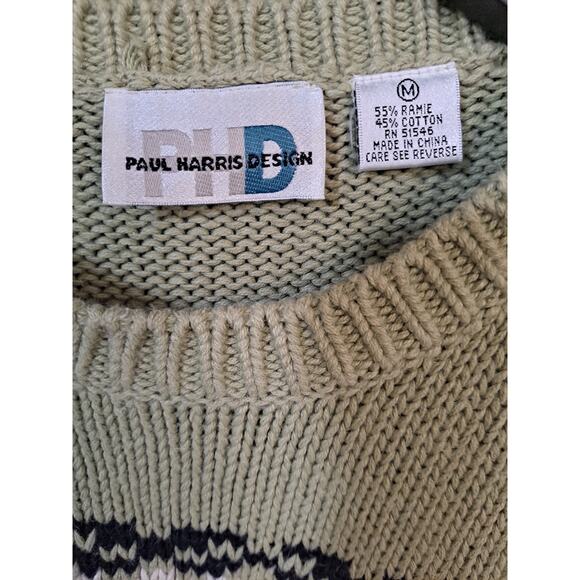 PHD
PAUL HARRIS DESIGN
M
55% RAMIE
45% COTTON
RN 51546
MADE IN CHINA
CARE SEE REVERSE